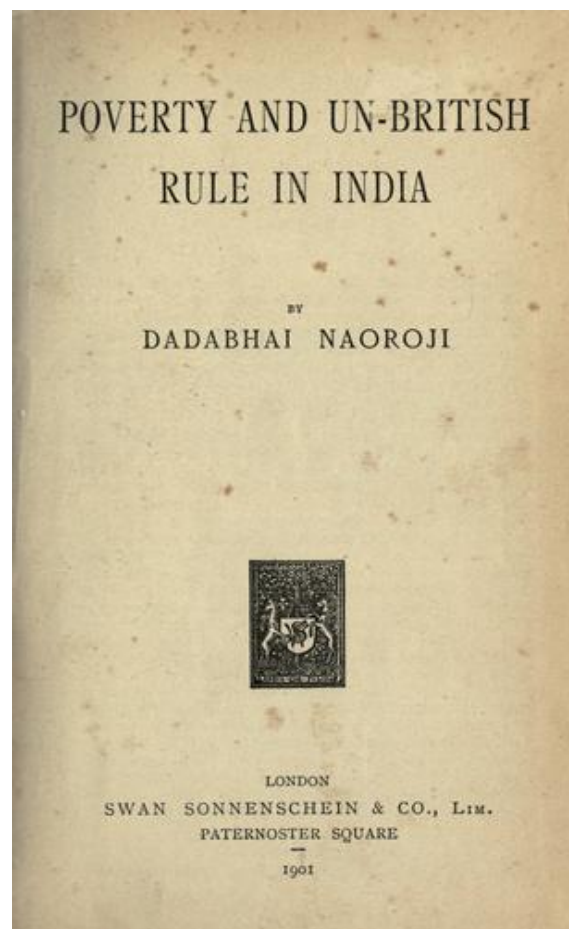 POVERTY AND UN-BRITISH
RULE IN INDIA
BY
DADABHAI NAOROJI
LONDON
SWAN SONNENSCHEIN & CO., LIM.
PATERNOSTER SQUARE
1901